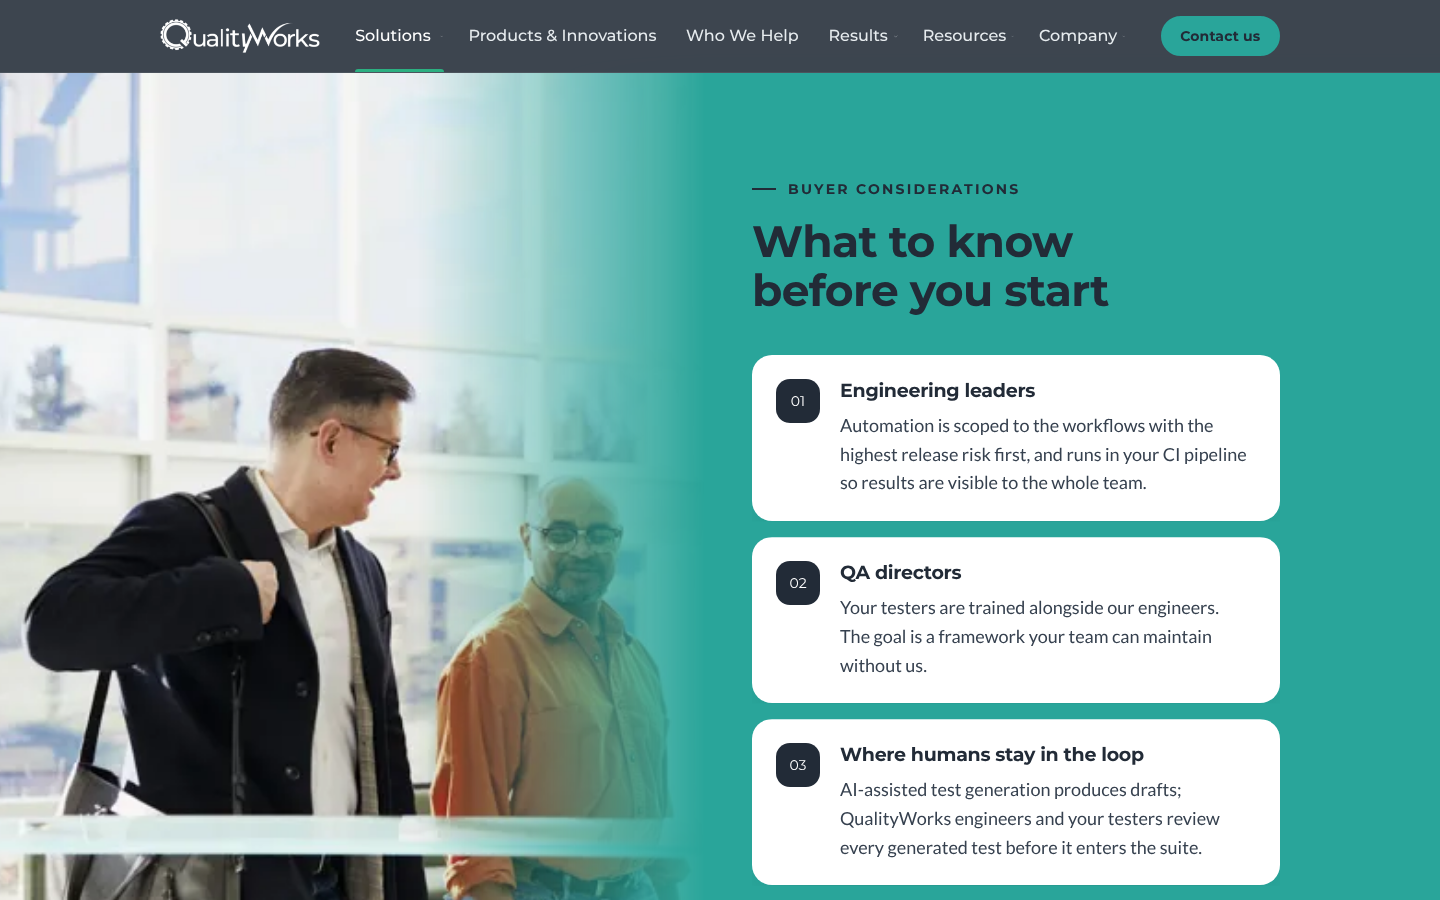 QualityWorks
Solutions
Products & Innovations
Who We Help
Results
Resources
Company
Contact us
BUYER CONSIDERATIONS
What to know
before you start
01
Engineering leaders
Automation is scoped to the workflows with the
highest release risk first, and runs in your CI pipeline
so results are visible to the whole team.
02
QA directors
Your testers are trained alongside our engineers.
The goal is a framework your team can maintain
without us.
03
Where humans stay in the loop
AI-assisted test generation produces drafts;
QualityWorks engineers and your testers review
every generated test before it enters the suite.